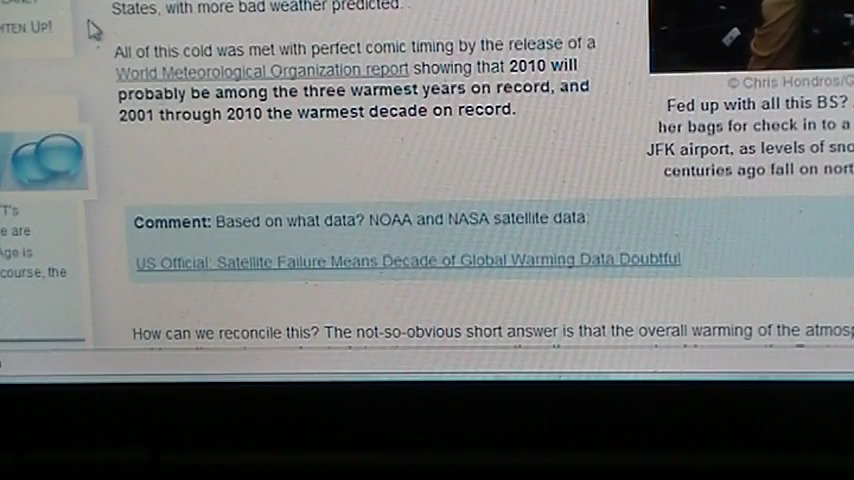 HTEN UP!
States, with more bad weather predicted.
All of this cold was met with perfect comic timing by the release of a
World Meteorological Organization report showing that 2010 will
probably be among the three warmest years on record, and
2001 through 2010 the warmest decade on record.
© Chris Hondros/G
Fed up with all this BS?
her bags for check in to a
JFK airport, as levels of sno
centuries ago fall on nort
T's
e are
Age is
course, the
Comment: Based on what data? NOAA and NASA satellite data:
US Official: Satellite Failure Means Decade of Global Warming Data Doubtful
How can we reconcile this? The not-so-obvious short answer is that the overall warming of the atmosp